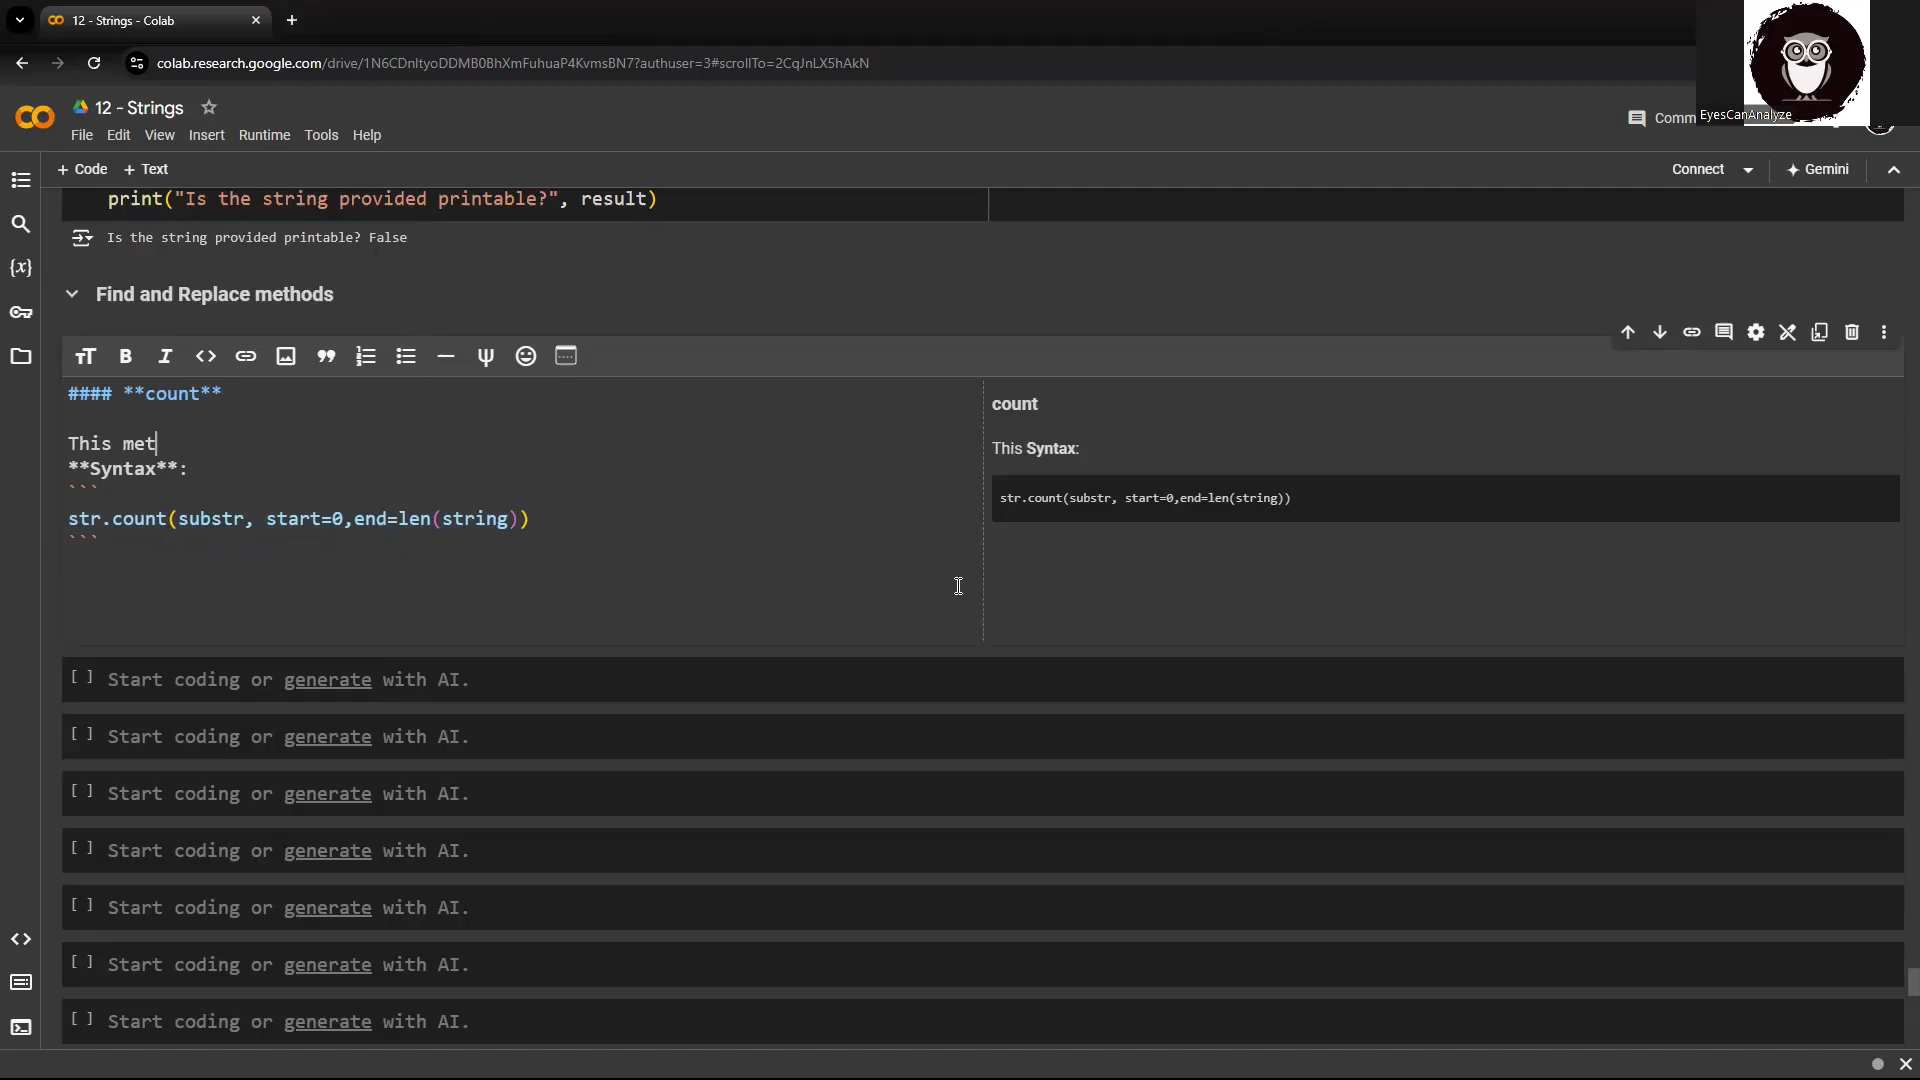 12 - Strings - Colab
colab.research.google.com/drive/1N6CDnItyoDDMB0BhXmFuhuaP4KvmsBN7?authuser=3#scrollTo=2CqJnLX5hAkN
12 - Strings
Comm
EyesCanAnalyze
File Edit View Insert Runtime Tools Help
+ Code + Text
Connect
Gemini
print("Is the string provided printable?", result)
Is the string provided printable? False
Find and Replace methods
#### **count**
This met
**Syntax**:
```
str.count(substr, start=0,end=len(string))
```
count
This Syntax:
str.count(substr, start=0,end=len(string))
[ ] Start coding or generate with AI.
[ ] Start coding or generate with AI.
[ ] Start coding or generate with AI.
[ ] Start coding or generate with AI.
[ ] Start coding or generate with AI.
[ ] Start coding or generate with AI.
[ ] Start coding or generate with AI.